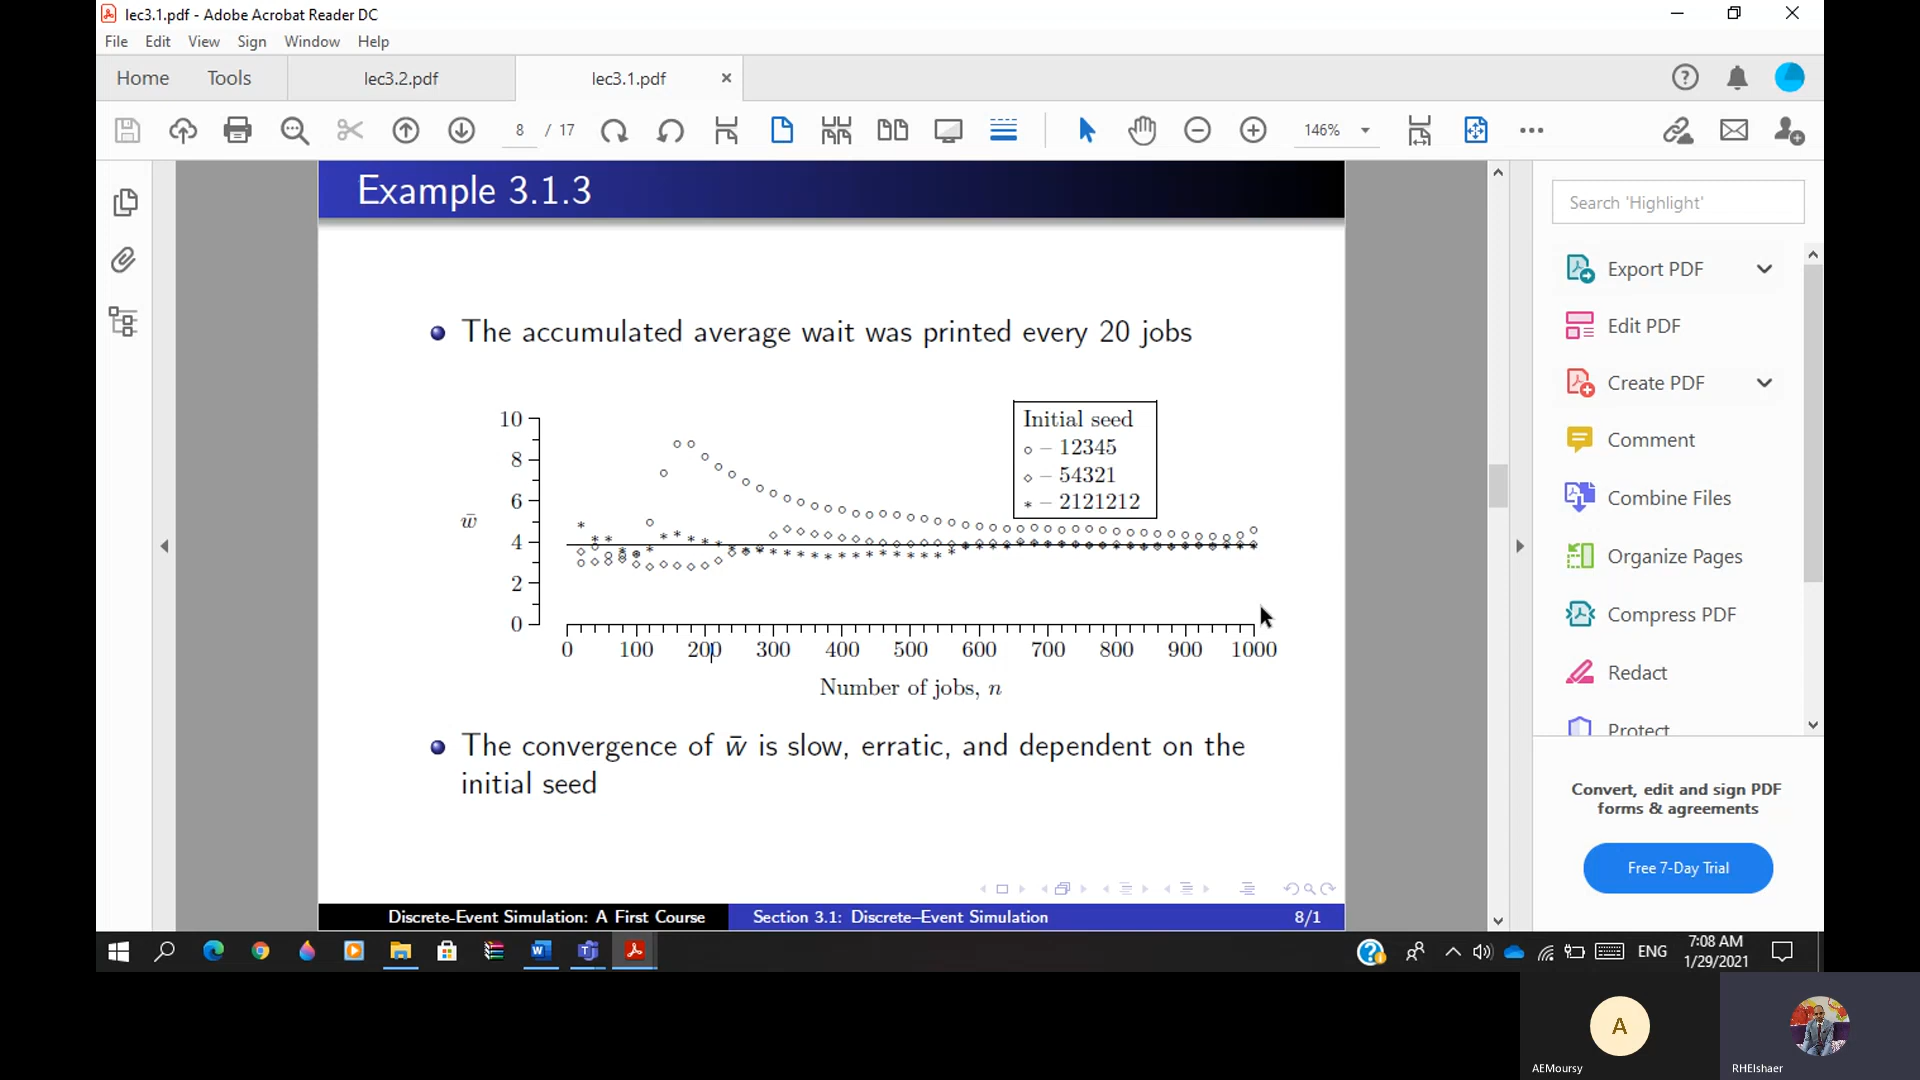 lec3.1.pdf - Adobe Acrobat Reader DC
File Edit View Sign Window Help
Home Tools lec3.2.pdf lec3.1.pdf
8 / 17 146%
Example 3.1.3
The accumulated average wait was printed every 20 jobs
10
8
6
4
2
0
w̄
Initial seed
○ – 12345
◇ – 54321
* – 2121212
0 100 200 300 400 500 600 700 800 900 1000
Number of jobs, n
The convergence of w̄ is slow, erratic, and dependent on the
initial seed
Discrete-Event Simulation: A First Course Section 3.1: Discrete–Event Simulation 8/1
Search 'Highlight'
Export PDF
Edit PDF
Create PDF
Comment
Combine Files
Organize Pages
Compress PDF
Redact
Protect
Convert, edit and sign PDF
forms & agreements
Free 7-Day Trial
ENG
7:08 AM
1/29/2021
A
AEMoursy
RHElshaer